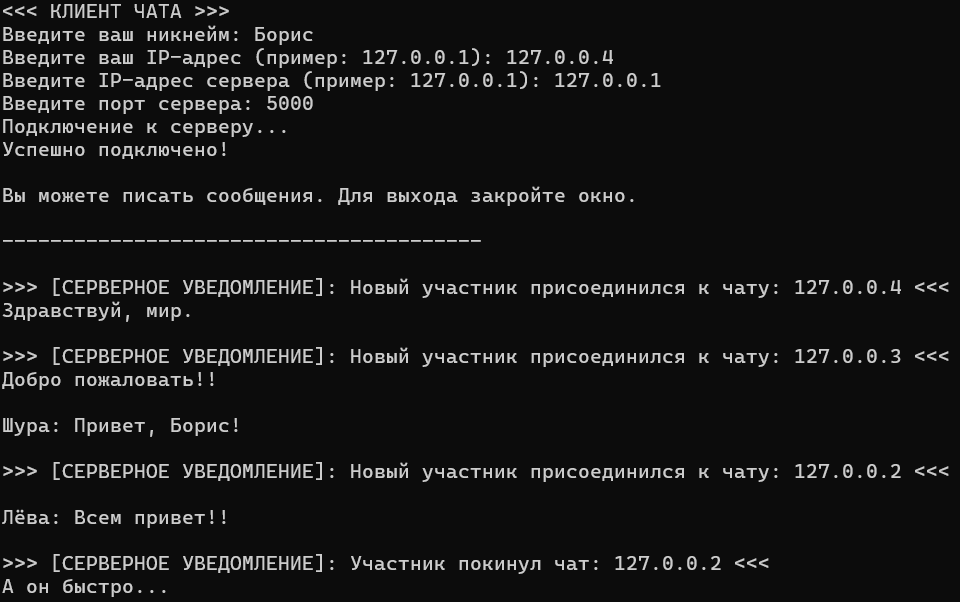 <<< КЛИЕНТ ЧАТА >>>
Введите ваш никнейм: Борис
Введите ваш IP-адрес (пример: 127.0.0.1): 127.0.0.4
Введите IP-адрес сервера (пример: 127.0.0.1): 127.0.0.1
Введите порт сервера: 5000
Подключение к серверу...
Успешно подключено!
Вы можете писать сообщения. Для выхода закройте окно.
----------------------------------------
>>> [СЕРВЕРНОЕ УВЕДОМЛЕНИЕ]: Новый участник присоединился к чату: 127.0.0.4 <<<
Здравствуй, мир.
>>> [СЕРВЕРНОЕ УВЕДОМЛЕНИЕ]: Новый участник присоединился к чату: 127.0.0.3 <<<
Добро пожаловать!!
Шура: Привет, Борис!
>>> [СЕРВЕРНОЕ УВЕДОМЛЕНИЕ]: Новый участник присоединился к чату: 127.0.0.2 <<<
Лёва: Всем привет!!
>>> [СЕРВЕРНОЕ УВЕДОМЛЕНИЕ]: Участник покинул чат: 127.0.0.2 <<<
А он быстро...